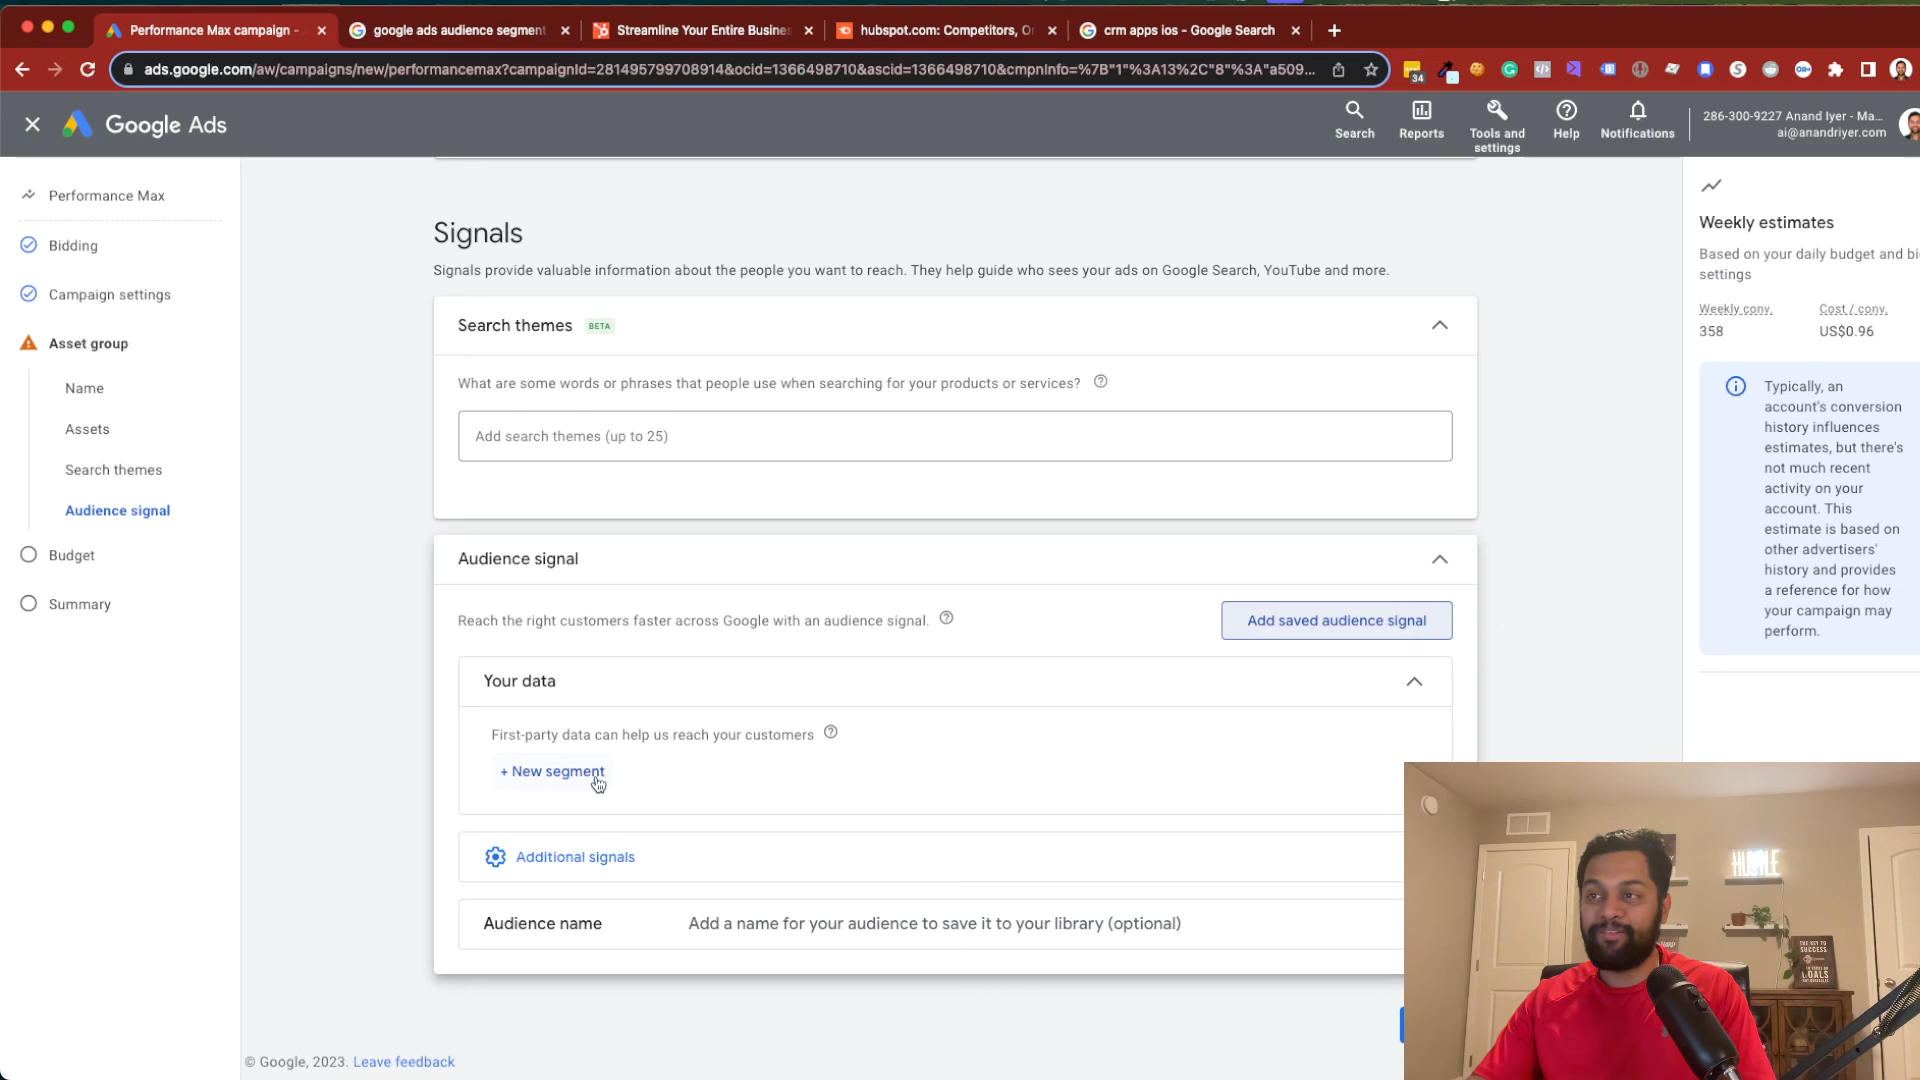 Performance Max campaign -
google ads audience segment
Streamline Your Entire Busine
hubspot.com: Competitors, Or
crm apps ios - Google Search
ads.google.com/aw/campaigns/new/performancemax?campaignId=281495799708914&ocid=1366498710&ascid=1366498710&cmpnInfo=%7B"1"%3A13%2C"8"%3A"a509...
34
Google Ads
Search
Reports
Tools and settings
Help
Notifications
286-300-9227 Anand Iyer - Ma...
ai@anandriyer.com
Performance Max
Bidding
Campaign settings
Asset group
Name
Assets
Search themes
Audience signal
Budget
Summary
Signals
Signals provide valuable information about the people you want to reach. They help guide who sees your ads on Google Search, YouTube and more.
Search themes BETA
What are some words or phrases that people use when searching for your products or services?
Add search themes (up to 25)
Audience signal
Reach the right customers faster across Google with an audience signal.
Add saved audience signal
Your data
First-party data can help us reach your customers
+ New segment
Additional signals
Audience name
Add a name for your audience to save it to your library (optional)
© Google, 2023. Leave feedback
Weekly estimates
Based on your daily budget and bi
settings
Weekly conv.
Cost / conv.
358
US$0.96
Typically, an
account's conversion
history influences
estimates, but there's
not much recent
activity on your
account. This
estimate is based on
other advertisers'
history and provides
a reference for how
your campaign may
perform.
HUSTLE
THE KEY TO
SUCCESS
GOALS